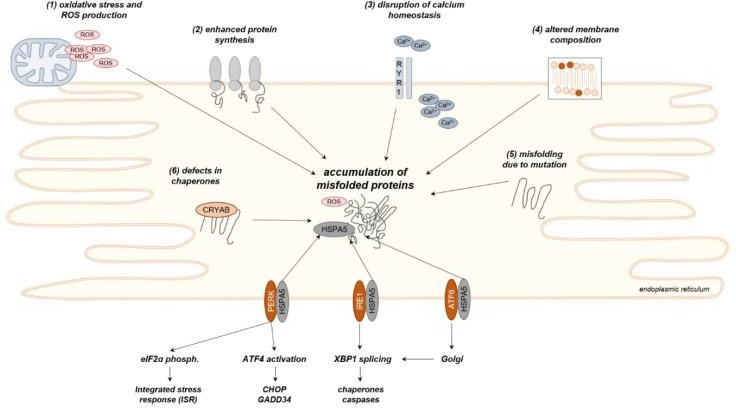 (1) oxidative stress and
ROS production
ROS
ROS ROS
ROS
ROS
(2) enhanced protein
synthesis
(3) disruption of calcium
homeostasis
Ca²⁺
Ca²⁺
RYR1
Ca²⁺
Ca²⁺
Ca²⁺
(4) altered membrane
composition
(5) misfolding
due to mutation
(6) defects in
chaperones
CRYAB
accumulation of
misfolded proteins
ROS
HSPA5
endoplasmic reticulum
PERK
HSPA5
IRE1
HSPA5
ATF6
HSPA5
eIF2α phosph.
ATF4 activation
XBP1 splicing
Golgi
Integrated stress
response (ISR)
CHOP
GADD34
chaperones
caspases